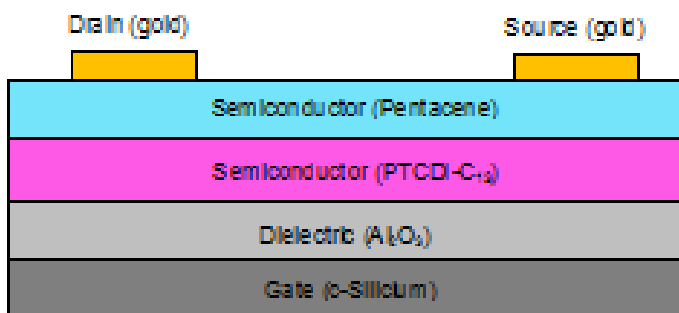 Drain (gold)
Source (gold)
Semiconductor (Pentacene)
Semiconductor (PTCDI-C₁₃)
Dielectric (Al₂O₃)
Gate (c-Silicium)